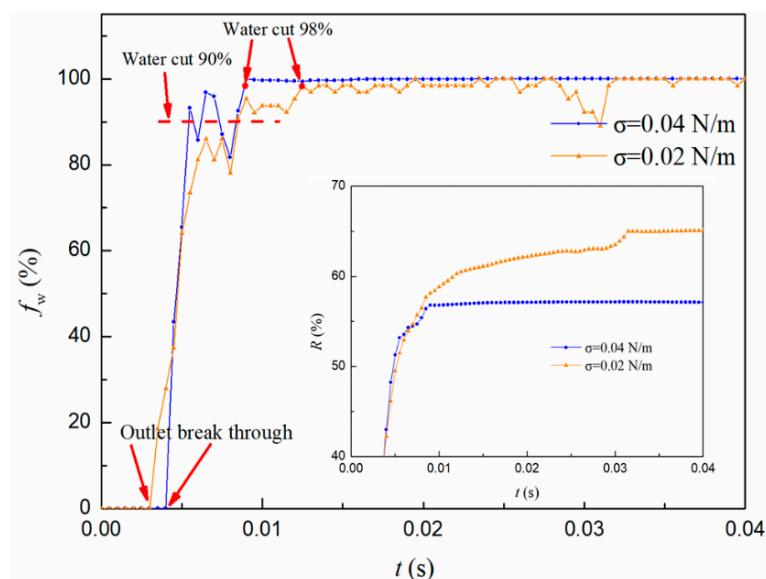 Water cut 98%
Water cut 90%
100
80
60
40
20
0
f_w (%)
σ=0.04 N/m
σ=0.02 N/m
Outlet break through
70
60
50
40
R (%)
σ=0.04 N/m
σ=0.02 N/m
0.00 0.01 0.02 0.03 0.04
t (s)
0.00 0.01 0.02 0.03 0.04
t (s)